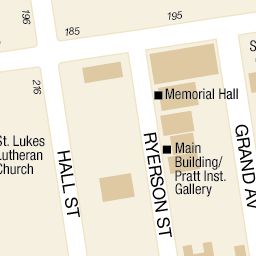 196
195
185
S
216
Memorial Hall
St. Lukes
Lutheran
Church
Main
Building/
Pratt Inst.
Gallery
HALL ST
RYERSON ST
GRAND AV